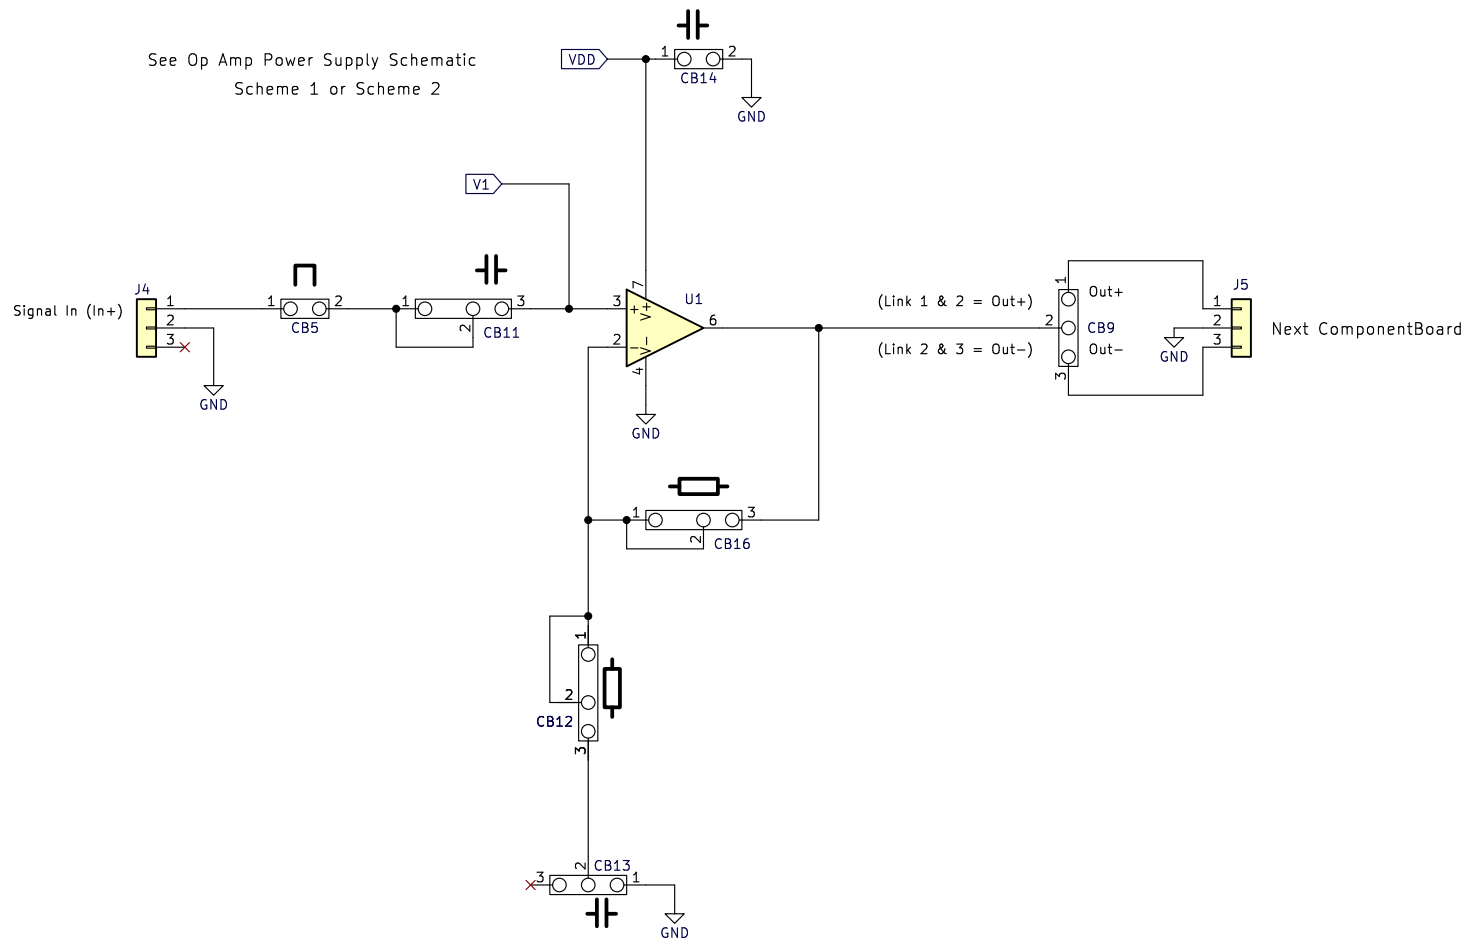 See Op Amp Power Supply Schematic
Scheme 1 or Scheme 2
VDD
1
2
CB14
GND
V1
J4
Signal In (In+)
1
2
3
GND
1
2
CB5
1
2
3
CB11
U1
3
2
7
4
6
+
-
V+
V-
GND
(Link 1 & 2 = Out+)
(Link 2 & 3 = Out-)
1
2
3
CB9
Out+
Out-
J5
1
2
3
GND
Next ComponentBoard
1
2
3
CB16
1
2
3
CB12
3
2
1
CB13
GND